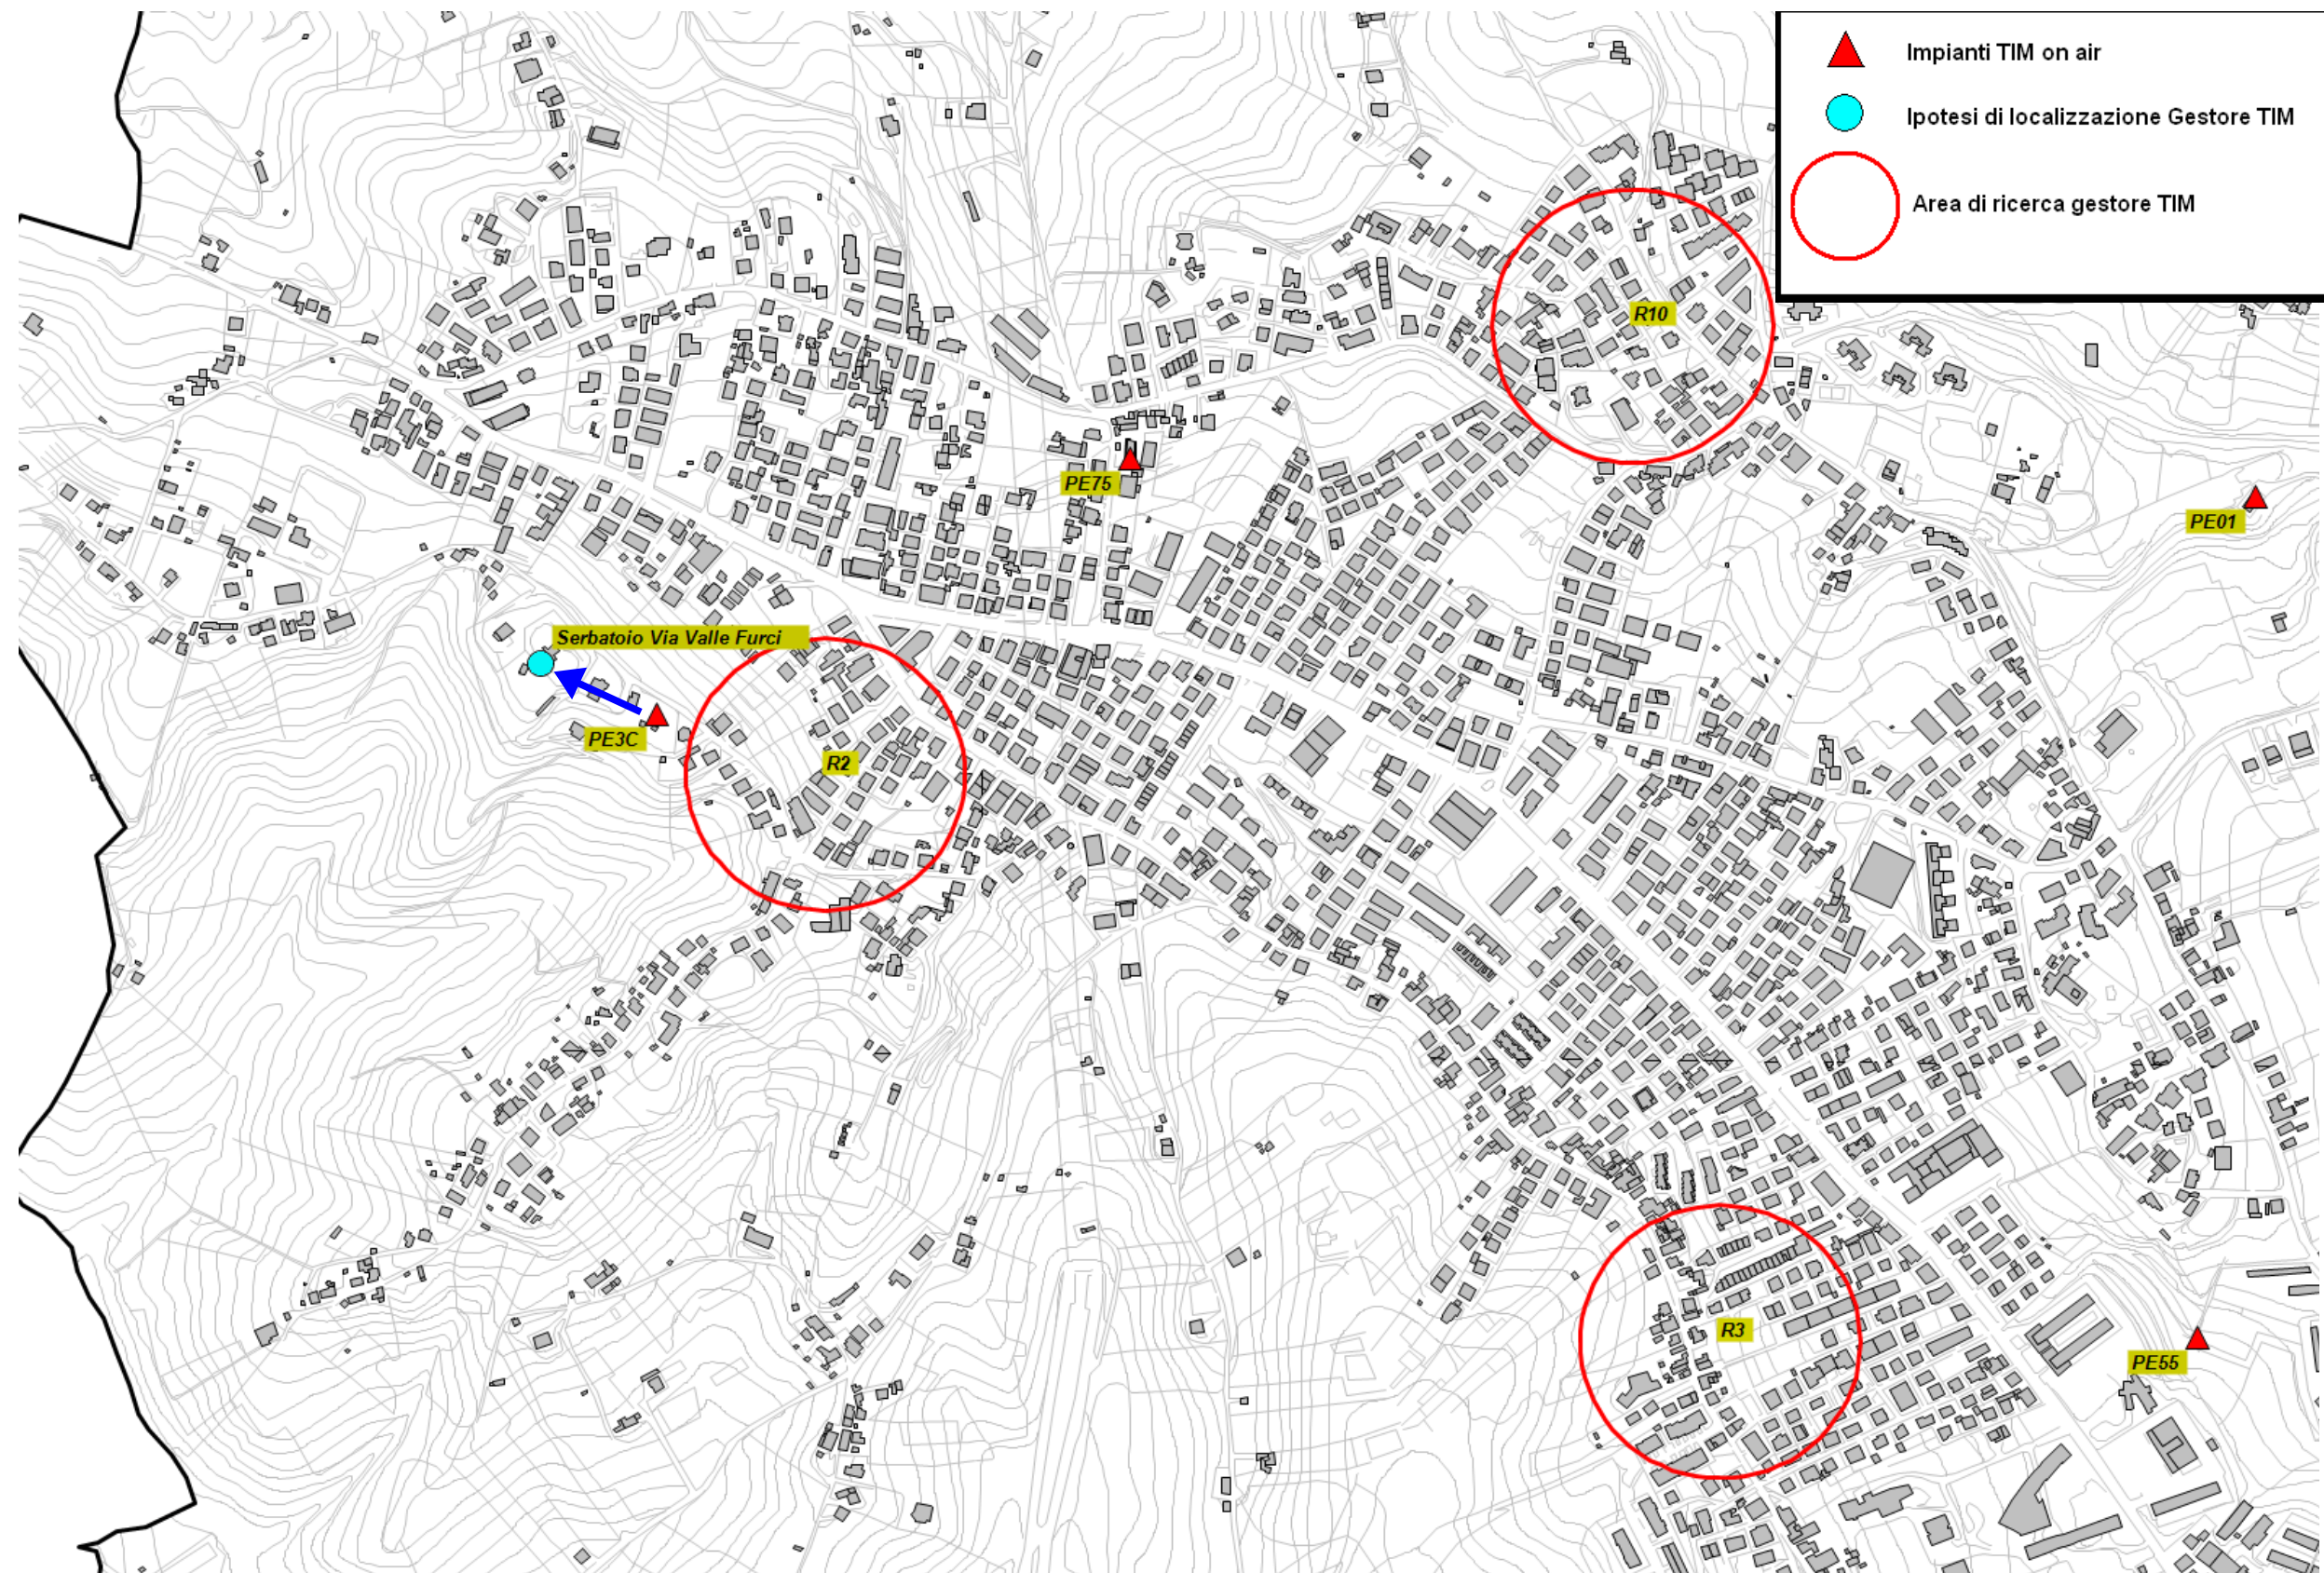 Impianti TIM on air
Ipotesi di localizzazione Gestore TIM
Area di ricerca gestore TIM
R10
PE75
PE01
Serbatoio Via Valle Furci
PE3C
R2
R3
PE55